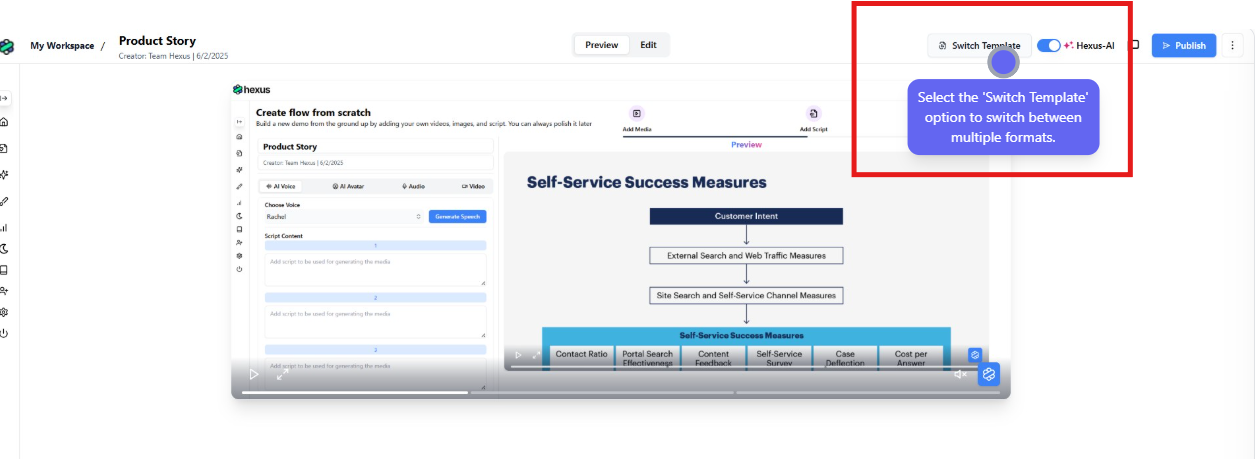 My Workspace /
Product Story
Creator: Team Hexus | 6/2/2025
Preview
Edit
Switch Template
Hexus-AI
Publish
Select the 'Switch Template'
option to switch between
multiple formats.
hexus
Create flow from scratch
Build a new demo from the ground up by adding your own videos, images, and script. You can always polish it later
Add Media
Add Script
Preview
Product Story
Creator: Team Hexus | 6/2/2025
AI Voice
AI Avatar
Audio
Video
Choose Voice
Rachel
Generate Speech
Script Content
1
Add script to be used for generating the media
2
Add script to be used for generating the media
3
Add script to be used for generating the media
Self-Service Success Measures
Customer Intent
External Search and Web Traffic Measures
Site Search and Self-Service Channel Measures
Self-Service Success Measures
Contact Ratio
Portal Search
Effectiveness
Content
Feedback
Self-Service
Survey
Case
Deflection
Cost per
Answer